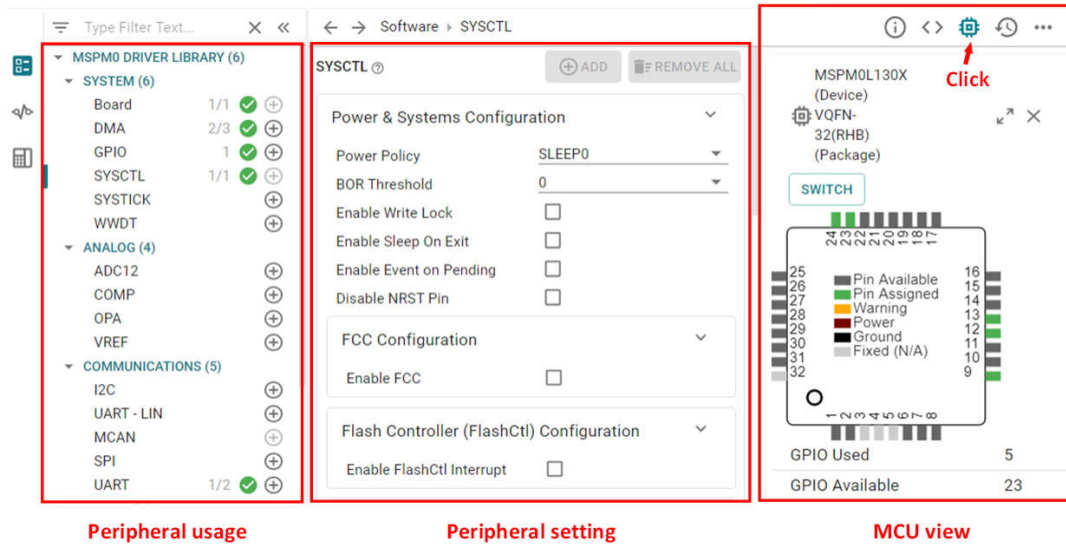 Type Filter Text...
Software › SYSCTL
MSPM0 DRIVER LIBRARY (6)
SYSTEM (6)
Board 1/1
DMA 2/3
GPIO 1
SYSCTL 1/1
SYSTICK
WWDT
ANALOG (4)
ADC12
COMP
OPA
VREF
COMMUNICATIONS (5)
I2C
UART - LIN
MCAN
SPI
UART 1/2
Peripheral usage
SYSCTL
ADD
REMOVE ALL
Power & Systems Configuration
Power Policy SLEEP0
BOR Threshold 0
Enable Write Lock
Enable Sleep On Exit
Enable Event on Pending
Disable NRST Pin
FCC Configuration
Enable FCC
Flash Controller (FlashCtl) Configuration
Enable FlashCtl Interrupt
Peripheral setting
Click
MSPM0L130X
(Device)
VQFN-
32(RHB)
(Package)
SWITCH
24 23 22 21 20 19 18 17
25 16
26 15
27 14
28 13
29 12
30 11
31 10
32 9
Pin Available
Pin Assigned
Warning
Power
Ground
Fixed (N/A)
1 2 3 4 5 6 7 8
GPIO Used 5
GPIO Available 23
MCU view